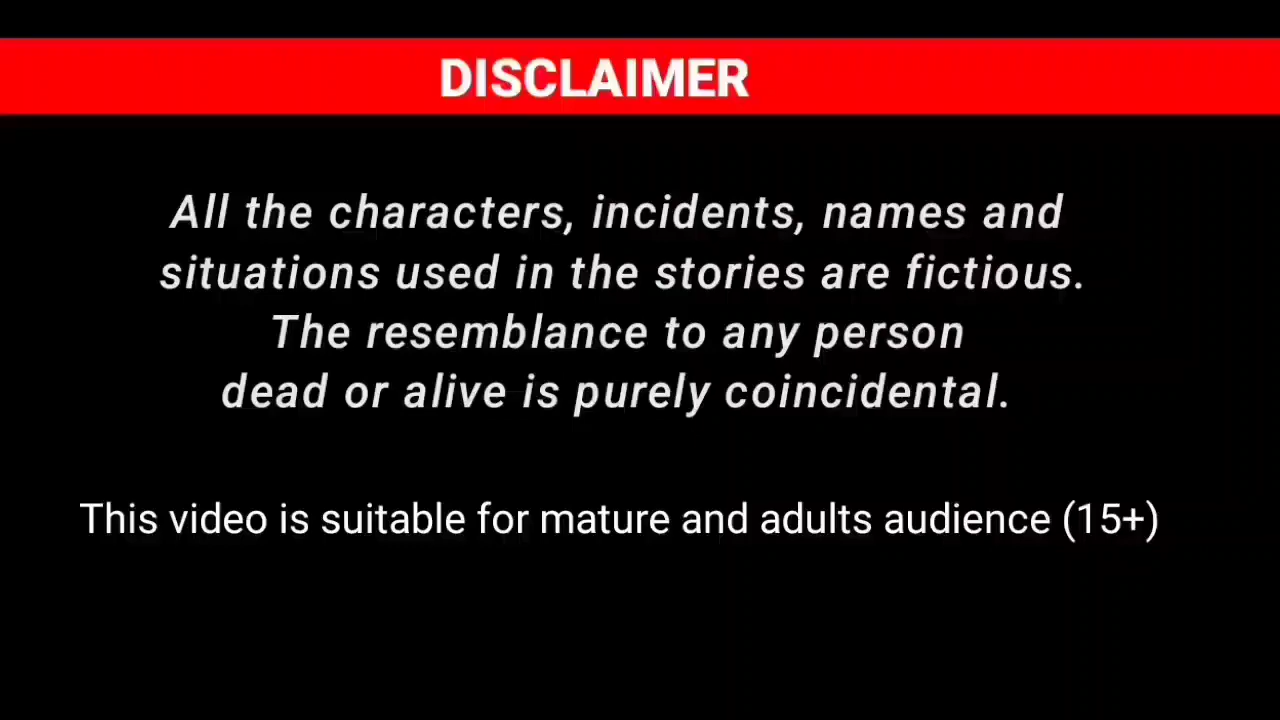 DISCLAIMER
All the characters, incidents, names and
situations used in the stories are fictious.
The resemblance to any person
dead or alive is purely coincidental.
This video is suitable for mature and adults audience (15+)